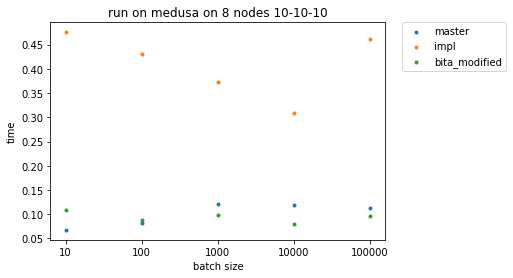 run on medusa on 8 nodes 10-10-10
master
impl
bita_modified
time
0.45
0.40
0.35
0.30
0.25
0.20
0.15
0.10
0.05
10 100 1000 10000 100000
batch size